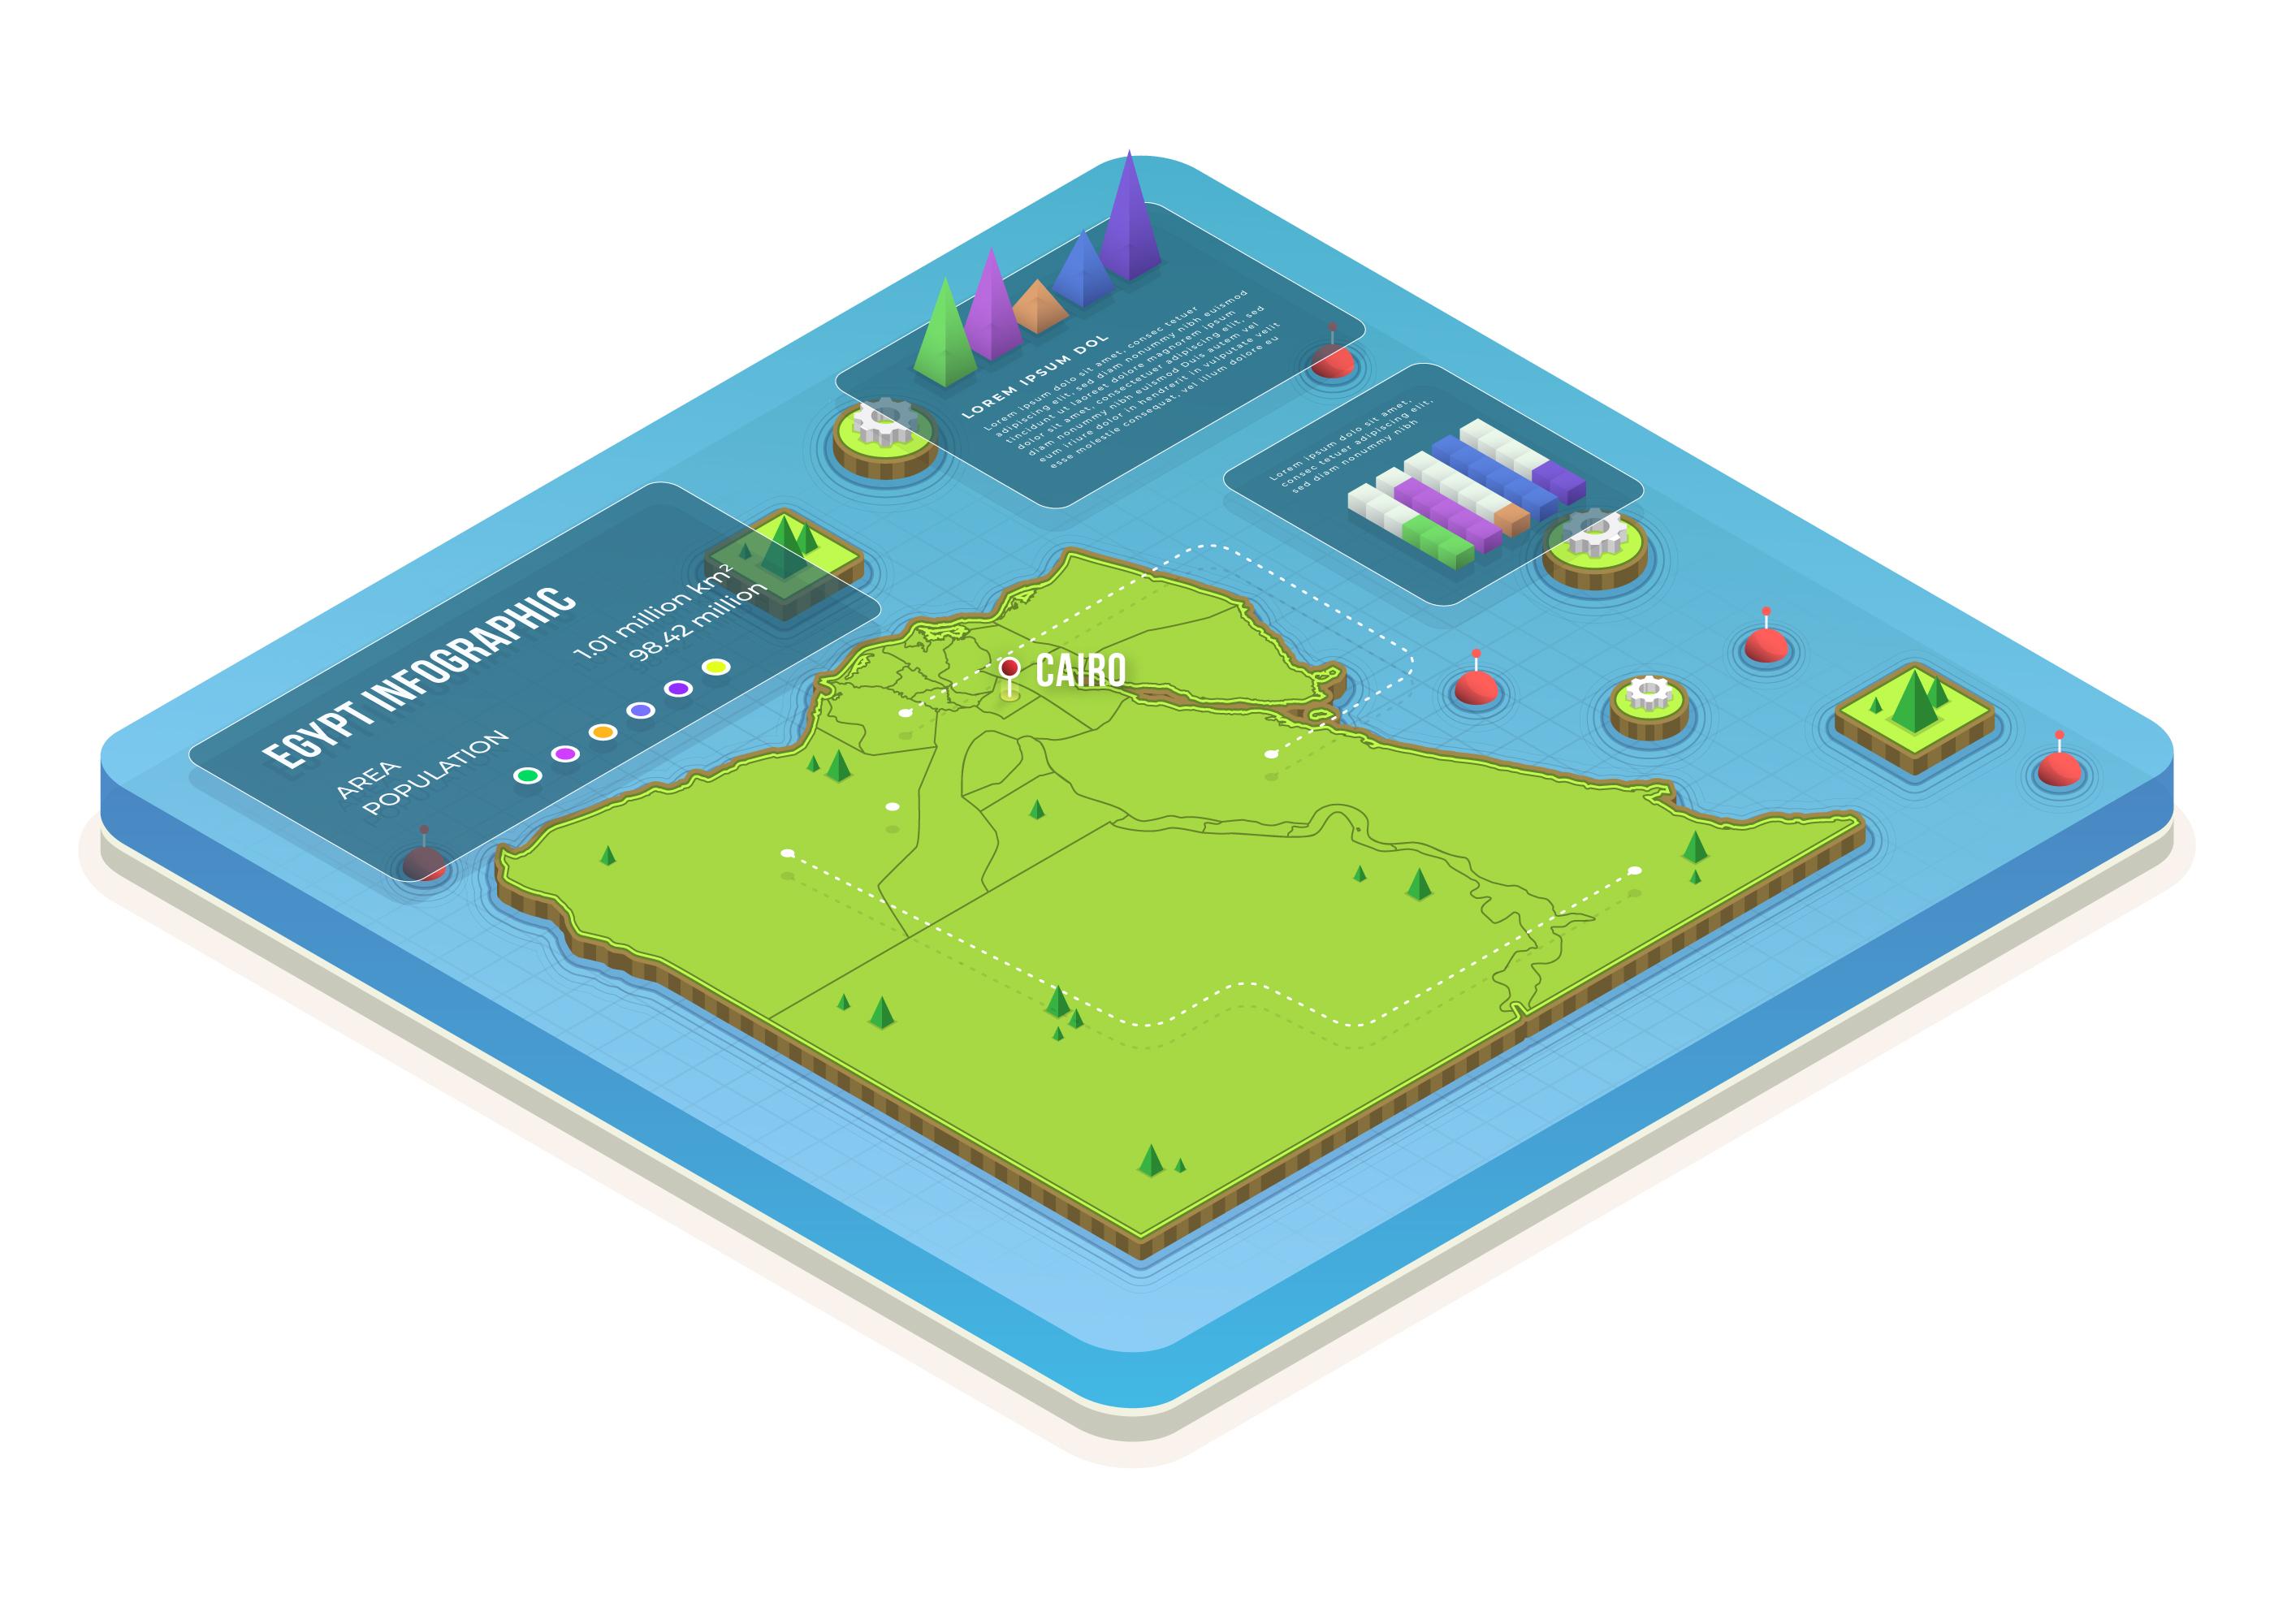 EGYPT INFOGRAPHIC
AREA 1.01 million km²
POPULATION 98.42 million
LOREM IPSUM DOL
Lorem ipsum dolo sit amet, consec tetuer
adipiscing elit, sed diam nonummy nibh euismod
tincidunt ut laoreet dolore magnorem ipsum
dolor sit amet, consectetuer adipiscing elit, sed
diam nonummy nibh euismod Duis autem vel
eum iriure dolor in hendrerit in vulputate velit
esse molestie consequat, vel illum dolore eu
Lorem ipsum dolo sit amet,
consec tetuer adipiscing elit,
sed diam nonummy nibh
CAIRO